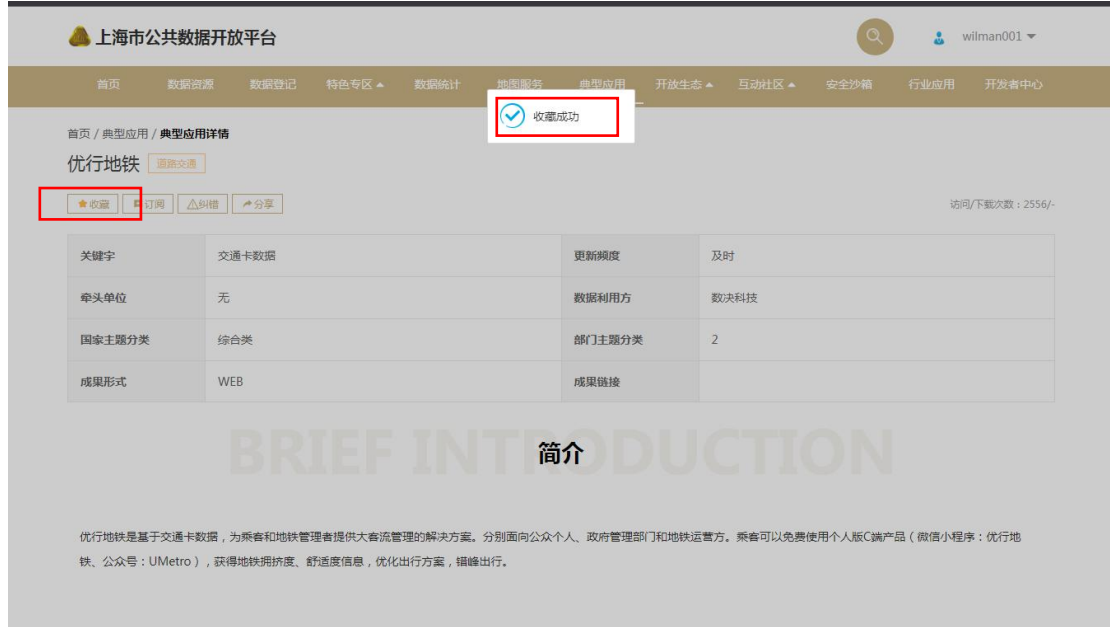 上海市公共数据开放平台
wilman001
首页 数据资源 数据登记 特色专区 数据统计 地图服务 典型应用 开放生态 互动社区 安全沙箱 行业应用 开发者中心
收藏成功
首页 / 典型应用 / 典型应用详情
优行地铁 道路交通
收藏 订阅 纠错 分享 访问/下载次数：2556/-
关键字 交通卡数据 更新频度 及时
牵头单位 无 数据利用方 数决科技
国家主题分类 综合类 部门主题分类 2
成果形式 WEB 成果链接
BRIEF INTRODUCTION
简介
优行地铁是基于交通卡数据，为乘客和地铁管理者提供大客流管理的解决方案。分别面向公众个人、政府管理部门和地铁运营方。乘客可以免费使用个人版C端产品（微信小程序：优行地
铁、公众号：UMetro），获得地铁拥挤度、舒适度信息，优化出行方案，错峰出行。